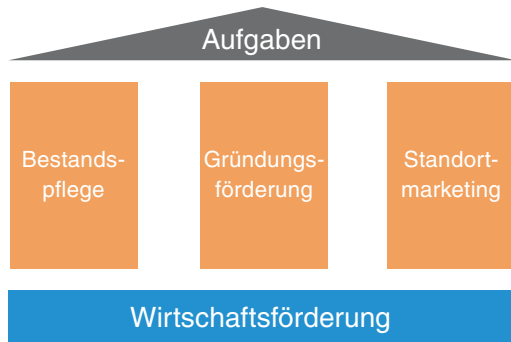 Aufgaben
Bestands-
pflege
Gründungs-
förderung
Standort-
marketing
Wirtschaftsförderung